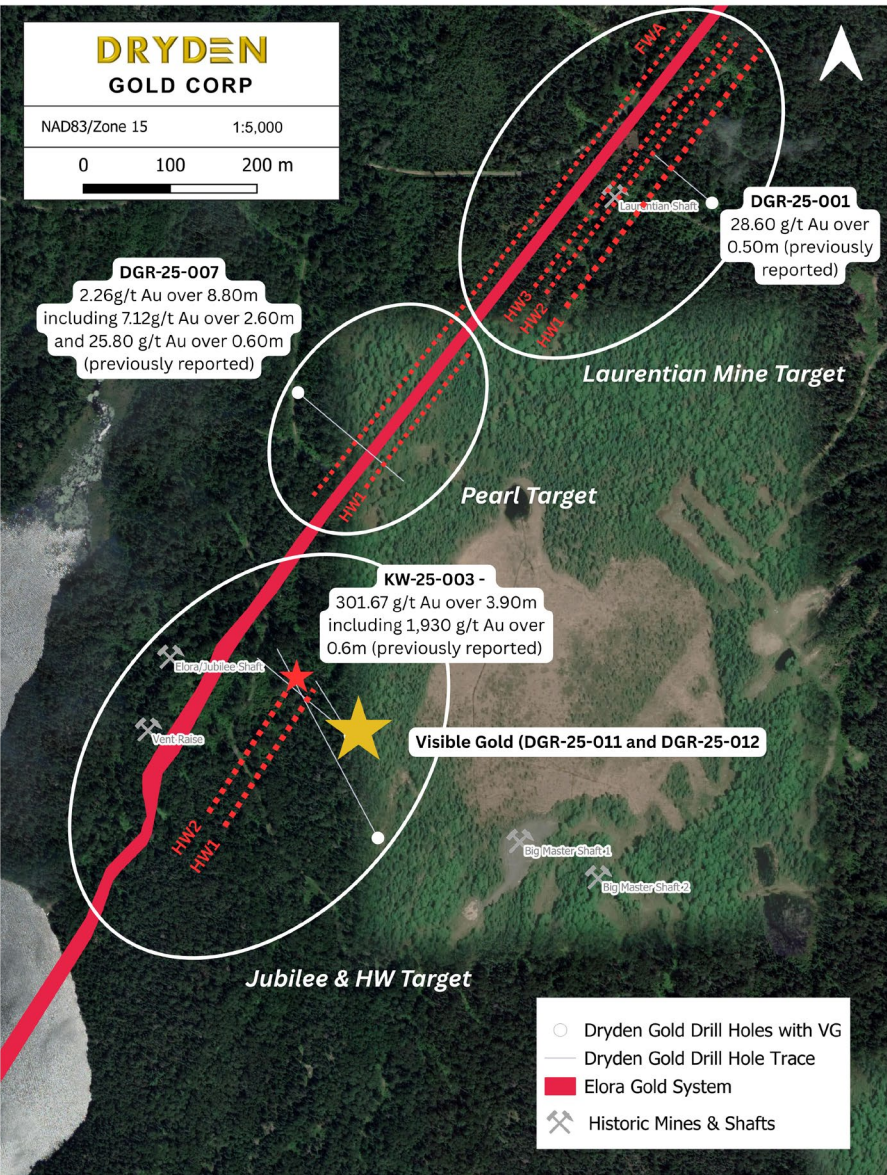 DRYDEN
GOLD CORP
NAD83/Zone 15 1:5,000
0 100 200 m
FWA
Laurentian Shaft
DGR-25-001
28.60 g/t Au over
0.50m (previously
reported)
HW3
HW2
HW1
Laurentian Mine Target
DGR-25-007
2.26g/t Au over 8.80m
including 7.12g/t Au over 2.60m
and 25.80 g/t Au over 0.60m
(previously reported)
HW1
Pearl Target
KW-25-003 -
301.67 g/t Au over 3.90m
including 1,930 g/t Au over
0.6m (previously reported)
Elora/Jubilee Shaft
Vent Raise
Visible Gold (DGR-25-011 and DGR-25-012
HW2
HW1
Big Master Shaft 1
Big Master Shaft 2
Jubilee & HW Target
Dryden Gold Drill Holes with VG
Dryden Gold Drill Hole Trace
Elora Gold System
Historic Mines & Shafts